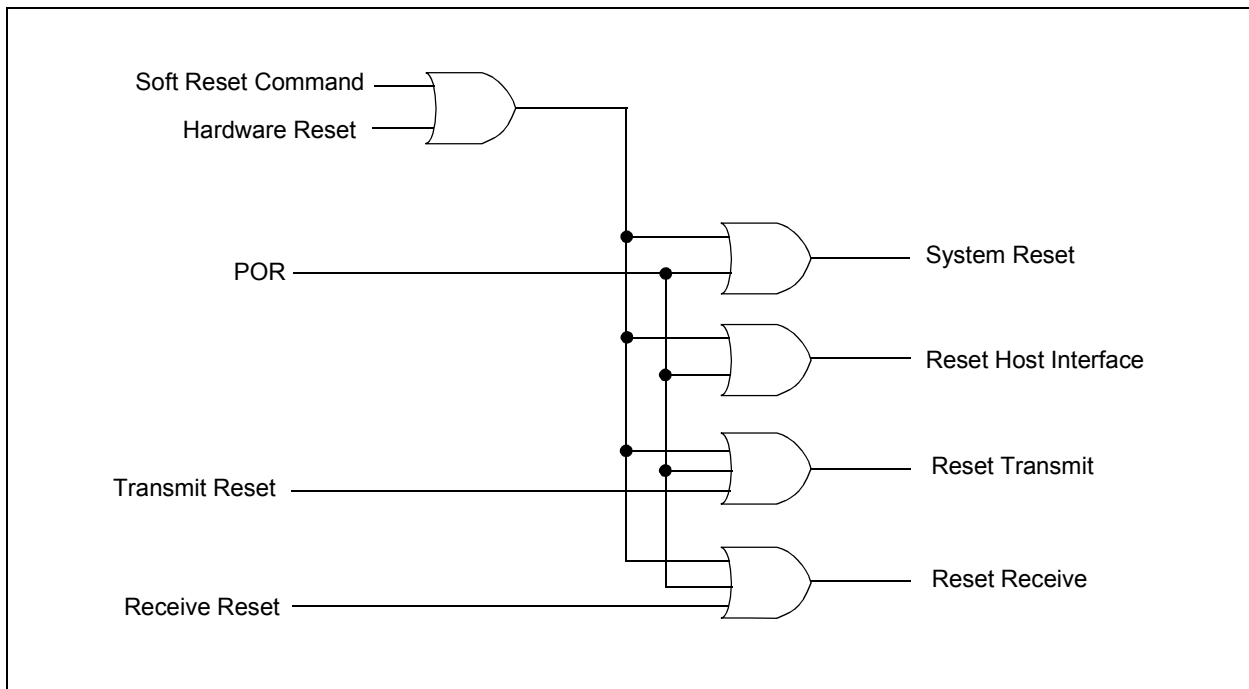 Soft Reset Command
Hardware Reset
POR
System Reset
Reset Host Interface
Transmit Reset
Reset Transmit
Receive Reset
Reset Receive